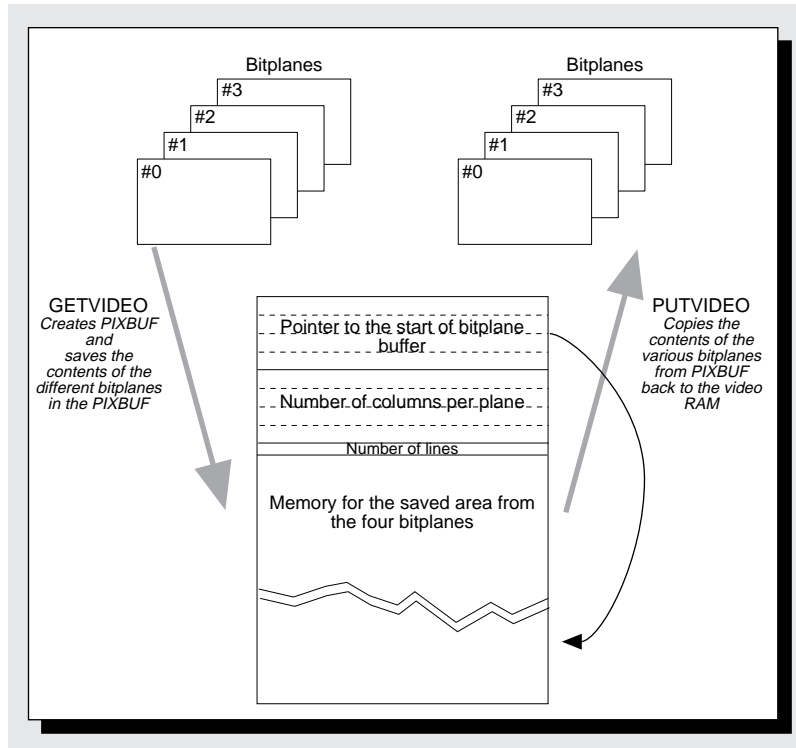 Bitplanes
#3
#2
#1
#0
Bitplanes
#3
#2
#1
#0
GETVIDEO
Creates PIXBUF
and
saves the
contents of the
different bitplanes
in the PIXBUF
Pointer to the start of bitplane
buffer
Number of columns per plane
Number of lines
Memory for the saved area from
the four bitplanes
PUTVIDEO
Copies the
contents of the
various bitplanes
from PIXBUF
back to the video
RAM